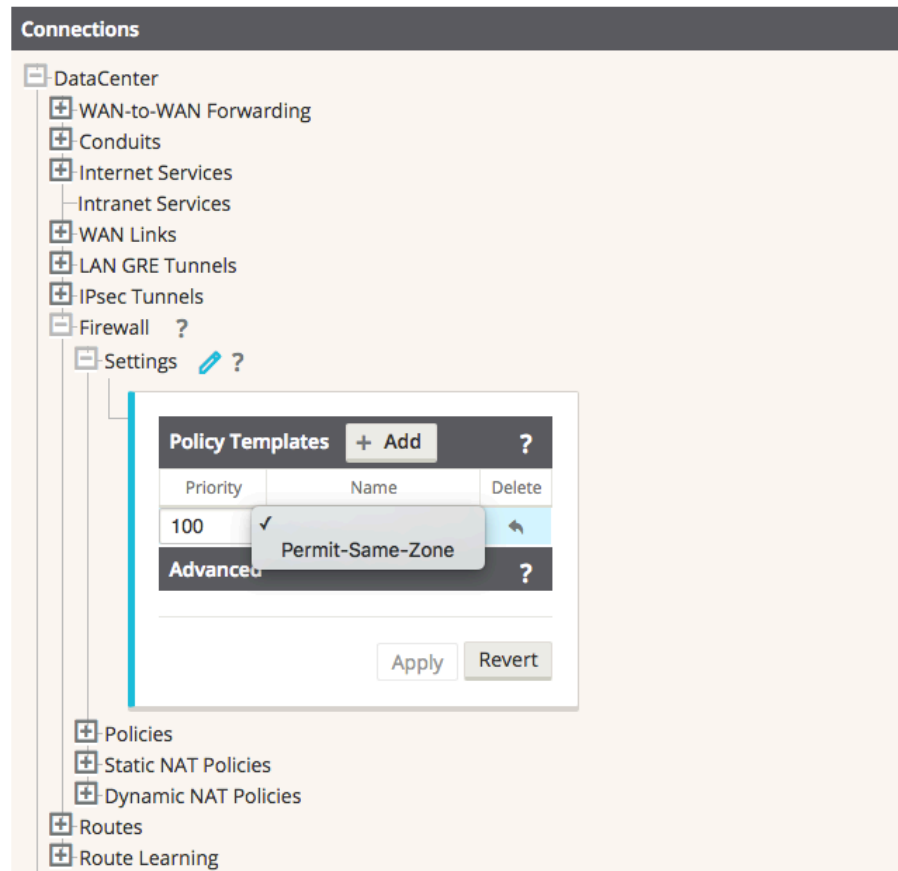 Connections
DataCenter
WAN-to-WAN Forwarding
Conduits
Internet Services
Intranet Services
WAN Links
LAN GRE Tunnels
IPsec Tunnels
Firewall ?
Settings ?
Policy Templates + Add ?
Priority Name Delete
100 ✓
Permit-Same-Zone
Advanced ?
Apply Revert
Policies
Static NAT Policies
Dynamic NAT Policies
Routes
Route Learning